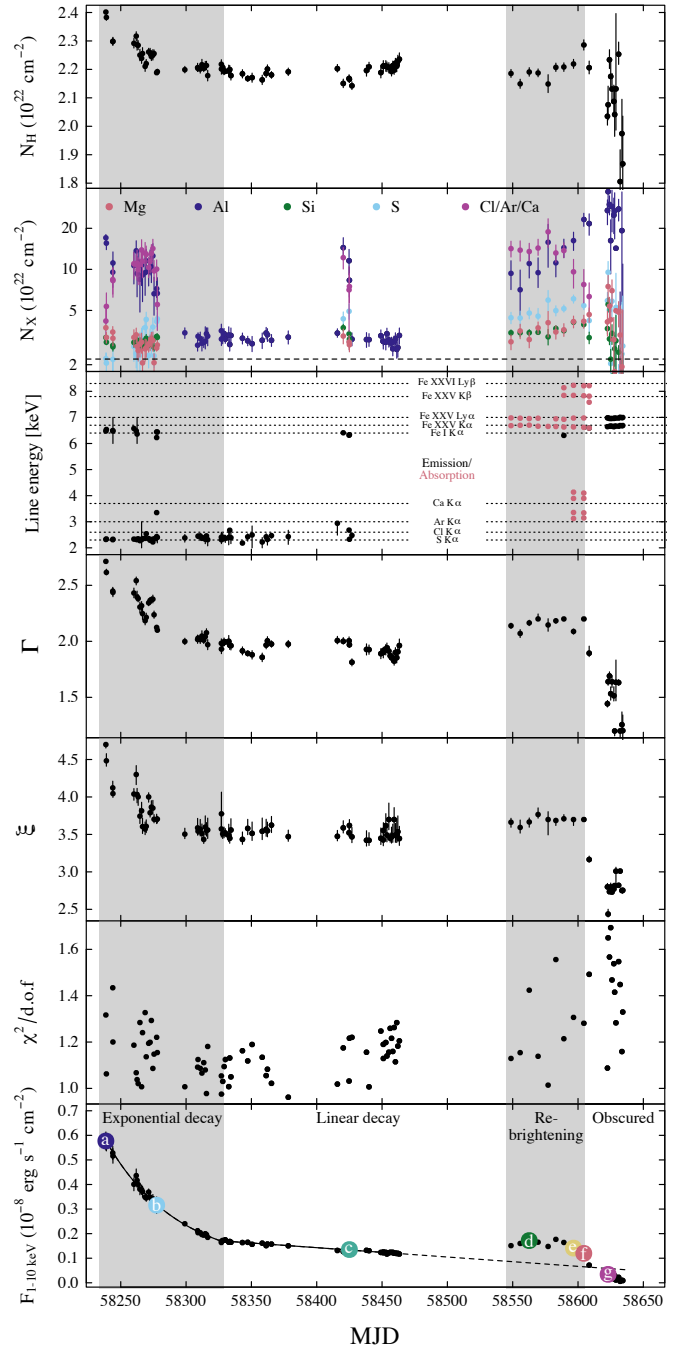 2.4
2.3
2.2
2.1
2.0
1.9
1.8
N_H (10^22 cm^−2)
Mg Al Si S Cl/Ar/Ca
20
10
5
2
N_X (10^22 cm^−2)
8
7
6
5
4
3
2
Line energy [keV]
Fe XXVI Lyβ
Fe XXV Kβ
Fe XXV Lyα
Fe XXV Kα
Fe I Kα
Emission/
Absorption
Ca Kα
Ar Kα
Cl Kα
S Kα
2.5
2.0
1.5
Γ
4.5
4.0
3.5
3.0
2.5
ξ
1.6
1.4
1.2
1.0
χ^2/d.o.f
0.7
0.6
0.5
0.4
0.3
0.2
0.1
0.0
F_1-10 keV (10^−8 erg s^−1 cm^−2)
Exponential decay Linear decay Re- Obscured
brightening
a
b
c
d
e
f
g
58250 58300 58350 58400 58450 58500 58550 58600 58650
MJD